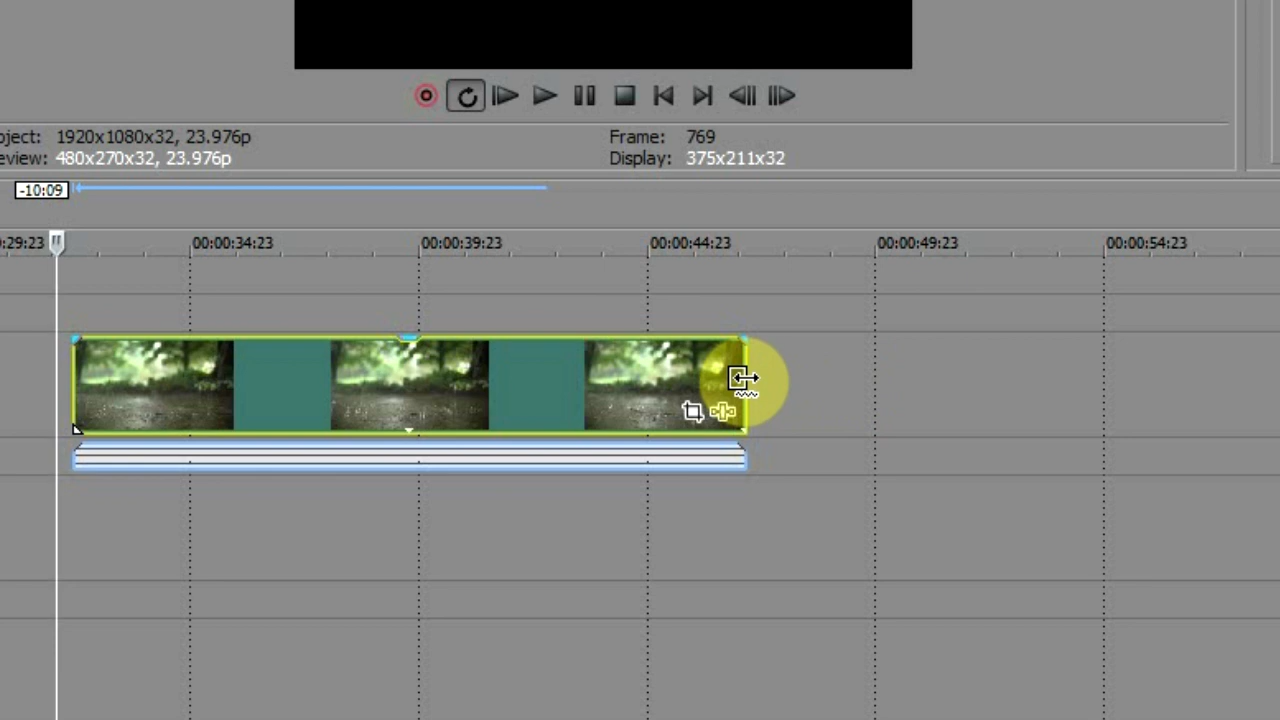 oject: 1920x1080x32, 23.976p
Frame: 769
eview: 480x270x32, 23.976p
Display: 375x211x32
-10:09
:29:23 00:00:34:23 00:00:39:23 00:00:44:23 00:00:49:23 00:00:54:23